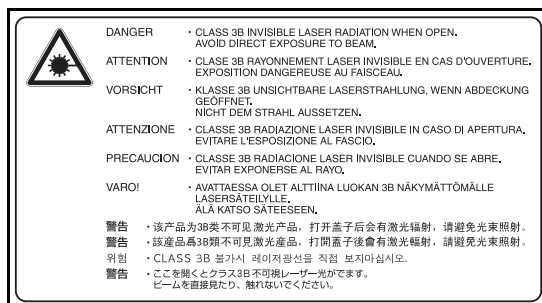 DANGER · CLASS 3B INVISIBLE LASER RADIATION WHEN OPEN.
AVOID DIRECT EXPOSURE TO BEAM.
ATTENTION · CLASE 3B RAYONNEMENT LASER INVISIBLE EN CAS D'OUVERTURE.
EXPOSITION DANGEREUSE AU FAISCEAU.
VORSICHT · KLASSE 3B UNSICHTBARE LASERSTRAHLUNG, WENN ABDECKUNG
GEÖFFNET.
NICHT DEM STRAHL AUSSETZEN.
ATTENZIONE · CLASSE 3B RADIAZIONE LASER INVISIBILE IN CASO DI APERTURA.
EVITARE L'ESPOSIZIONE AL FASCIO.
PRECAUCION · CLASSE 3B RADIACIONE LASER INVISIBLE CUANDO SE ABRE.
EVITAR EXPONERSE AL RAYO.
VARO! · AVATTAESSA OLET ALTTIINA LUOKAN 3B NÄKYMÄTTÖMÄLLE
LASERSÄTEILYLLE.
ÄLÄ KATSO SÄTEESEEN.
警告 · 该产品为3B类不可见激光产品，打开盖子后会有激光辐射，请避免光束照射。
警告 · 該産品爲3B類不可見激光産品，打開蓋子後會有激光輻射，請避免光束照射。
위험 · CLASS 3B 불가시 레이저광선을 직접 보지마십시오.
警告 · ここを開くとクラス3B 不可視レーザー光がでます。
ビームを直接見たり、触れないでください。